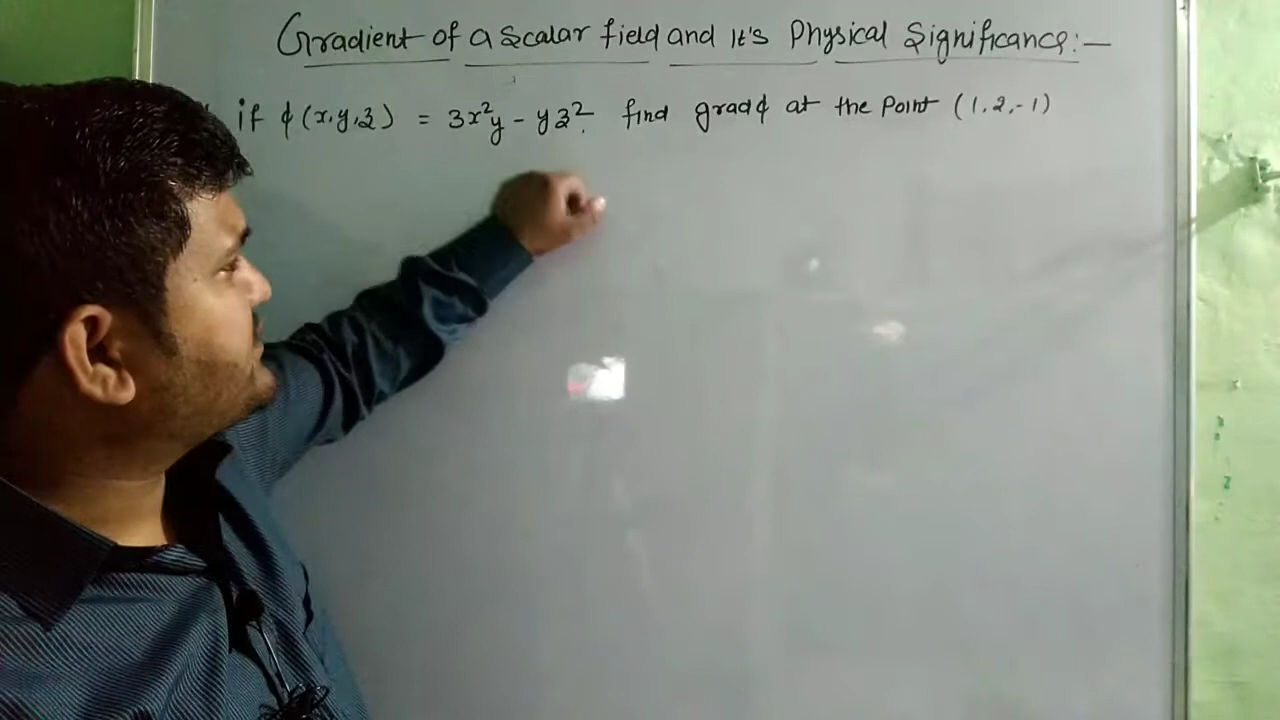 Gradient of a Scalar field and It's Physical Significance:—
if ϕ(x,y,z) = 3x²y - yz². find gradϕ at the Point (1,2,-1)